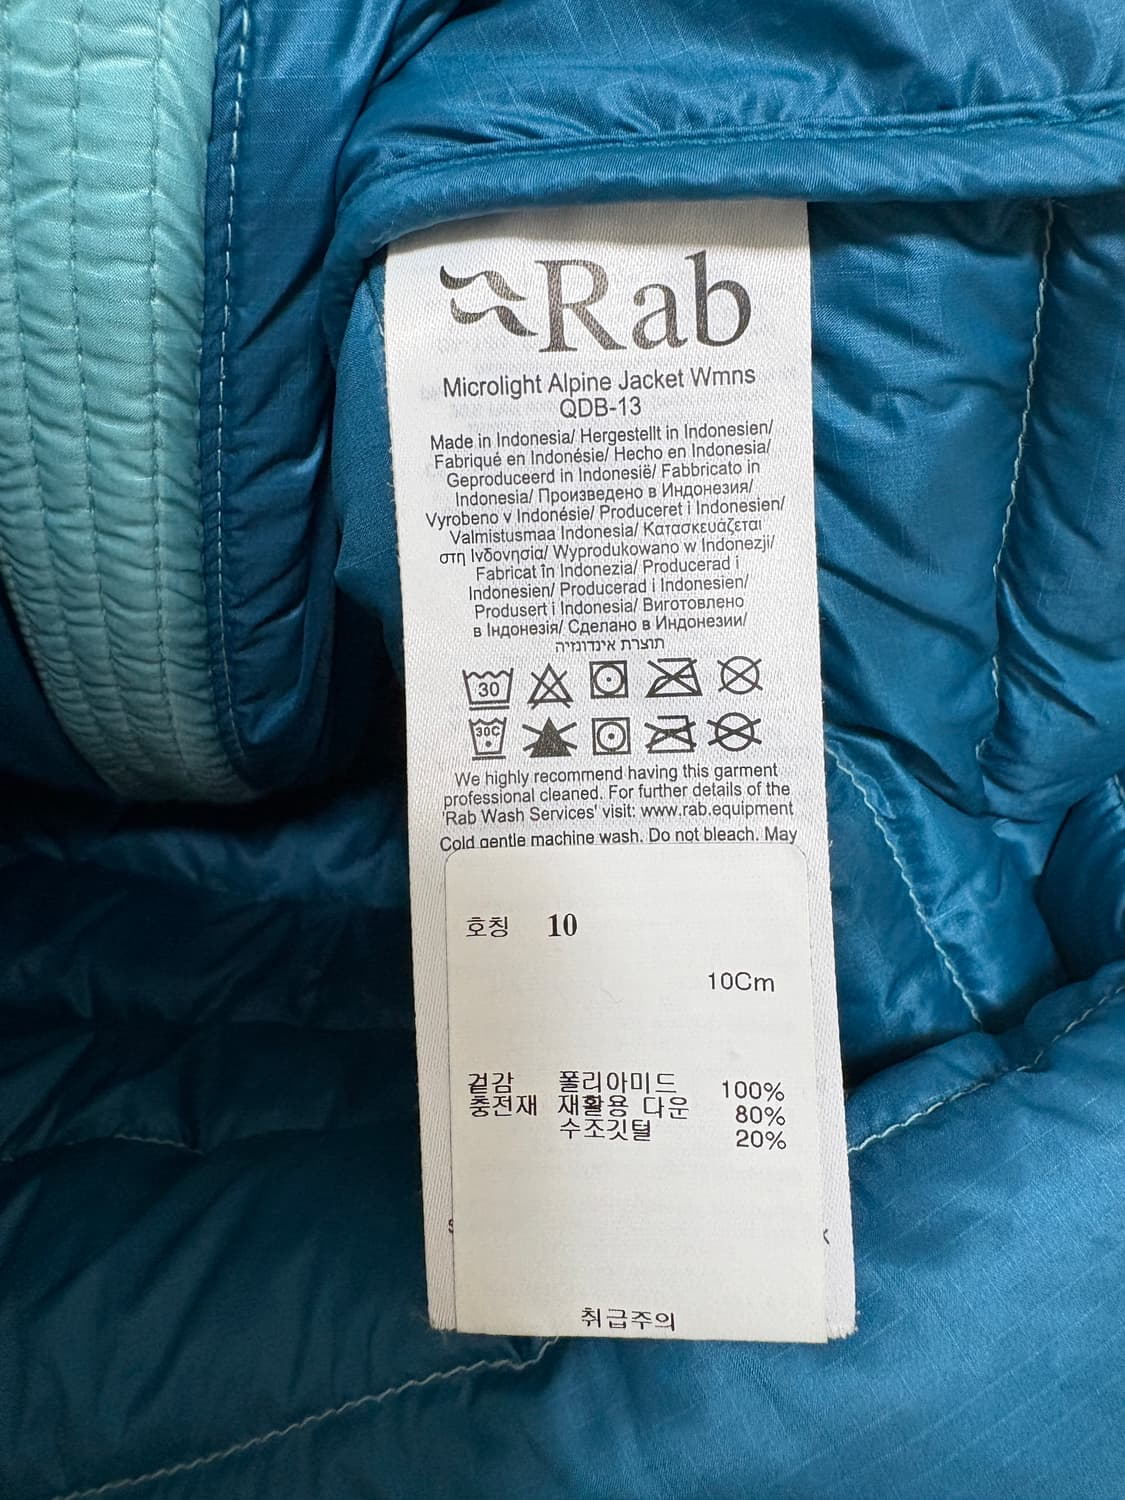 Rab
Microlight Alpine Jacket Wmns
QDB-13
Made in Indonesia/ Hergestellt in Indonesien/
Fabriqué en Indonésie/ Hecho en Indonesia/
Geproduceerd in Indonesië/ Fabbricato in
Indonesia/ Произведено в Индонезия/
Vyrobeno v Indonésie/ Produceret i Indonesien/
Valmistusmaa Indonesia/ Κατασκευάζεται
στη Ινδονησία/ Wyprodukowano w Indonezji/
Fabricat în Indonezia/ Producerad i
Indonesien/ Producerad i Indonesien/
Produsert i Indonesia/ Виготовлено
в Індонезія/ Сделано в Индонезии/
תוצרת אינדונזיה
30
30C
We highly recommend having this garment
professional cleaned. For further details of the
'Rab Wash Services' visit: www.rab.equipment
Cold gentle machine wash. Do not bleach. May
호칭 10
10Cm
겉감 폴리아미드 100%
충전재 재활용 다운 80%
수조깃털 20%
취급주의